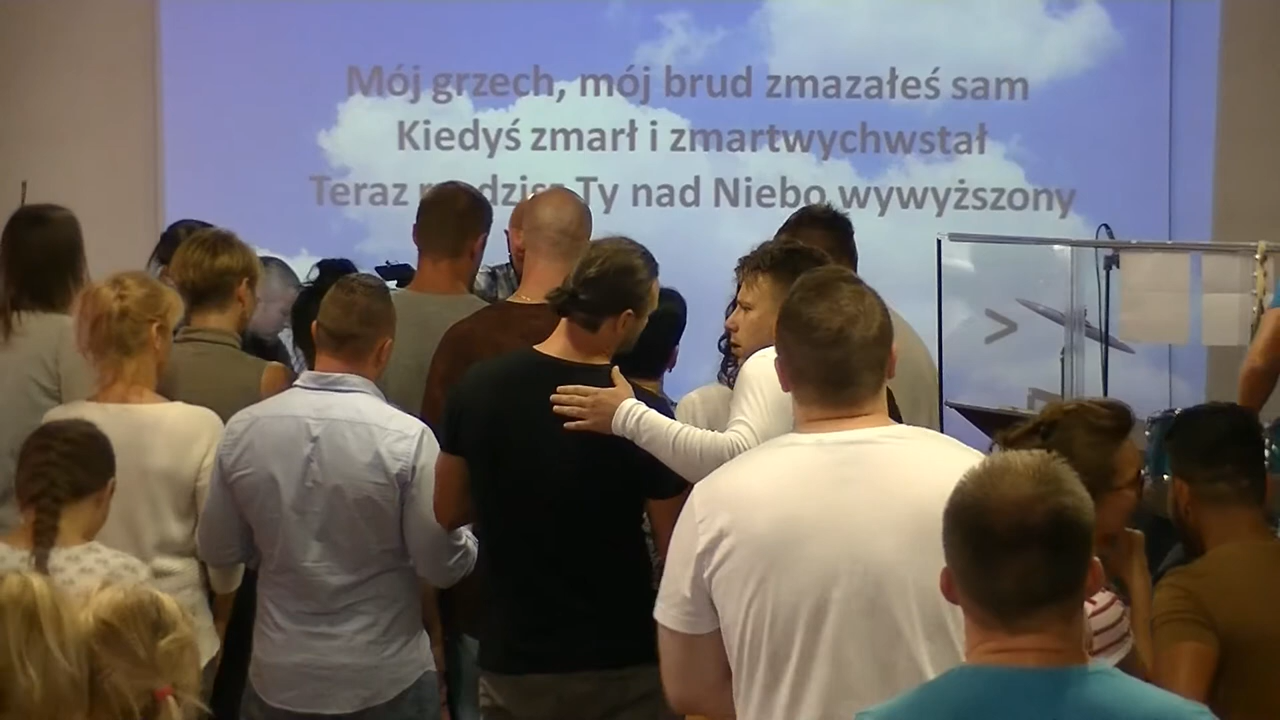 Mój grzech, mój brud zmazałeś sam
Kiedyś zmarł i zmartwychwstał
Teraz Ty nad Niebo wywyższony